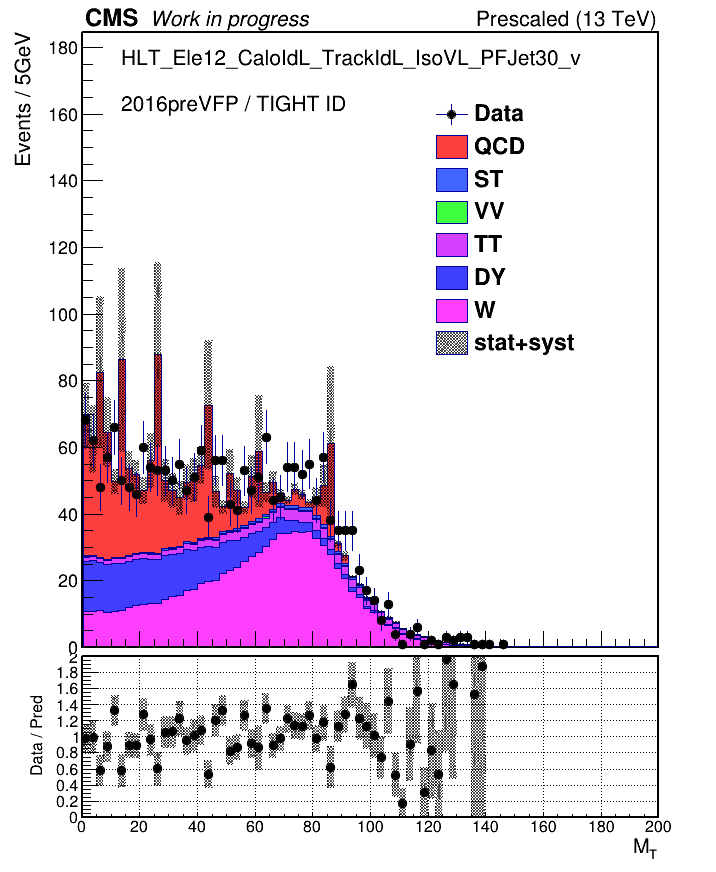 CMS Work in progress Prescaled (13 TeV)
HLT_Ele12_CaloIdL_TrackIdL_IsoVL_PFJet30_v
2016preVFP / TIGHT ID
Events / 5GeV
180
160
140
120
100
80
60
40
20
0
Data
QCD
ST
VV
TT
DY
W
stat+syst
Data / Pred
2
1.8
1.6
1.4
1.2
1
0.8
0.6
0.4
0.2
0
0 20 40 60 80 100 120 140 160 180 200
M_T